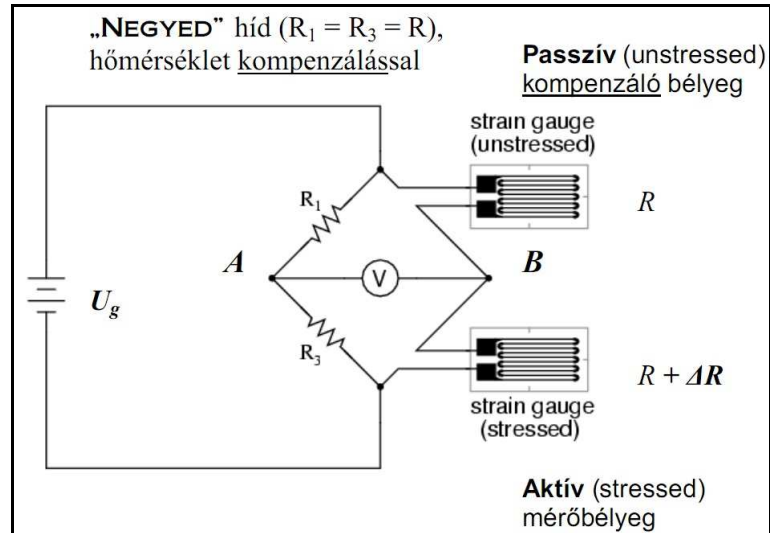 „NEGYED” híd (R₁ = R₃ = R),
hőmérséklet kompenzálással
Passzív (unstressed)
kompenzáló bélyeg
strain gauge
(unstressed)
R₁
R
A
V
B
U_g
R₃
R + ΔR
strain gauge
(stressed)
Aktív (stressed)
mérőbélyeg